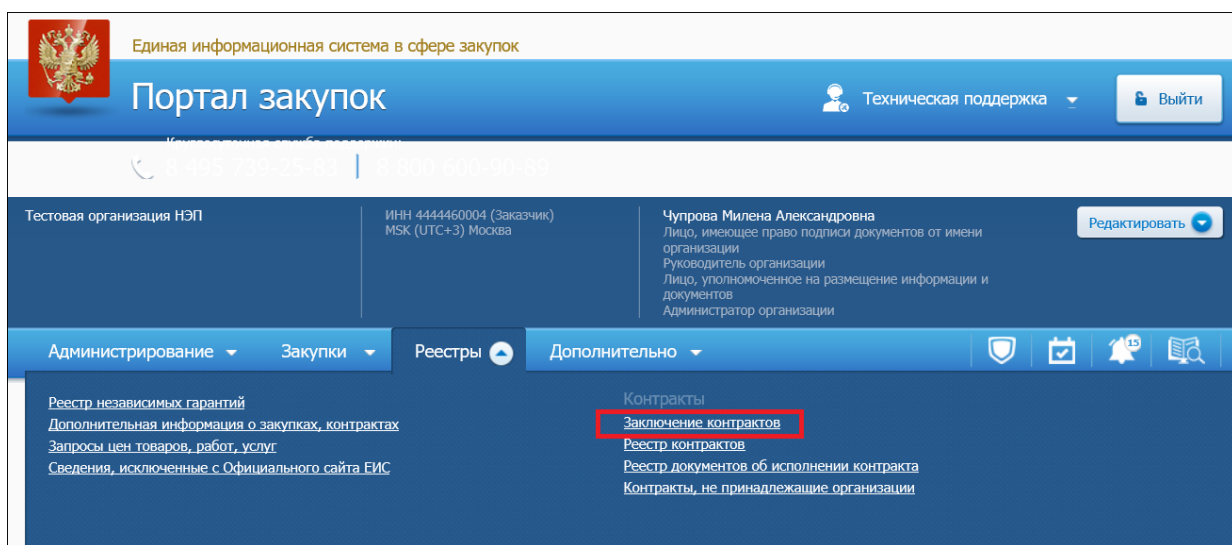 Единая информационная система в сфере закупок
Портал закупок
Техническая поддержка
Выйти
Круглосуточная служба поддержки:
8 495 739-25-83 | 8 800 600-90-89
Тестовая организация НЭП
ИНН 4444460004 (Заказчик)
MSK (UTC+3) Москва
Чупрова Милена Александровна
Лицо, имеющее право подписи документов от имени
организации
Руководитель организации
Лицо, уполномоченное на размещение информации и
документов
Администратор организации
Редактировать
Администрирование
Закупки
Реестры
Дополнительно
15
Реестр независимых гарантий
Дополнительная информация о закупках, контрактах
Запросы цен товаров, работ, услуг
Сведения, исключенные с Официального сайта ЕИС
Контракты
Заключение контрактов
Реестр контрактов
Реестр документов об исполнении контракта
Контракты, не принадлежащие организации